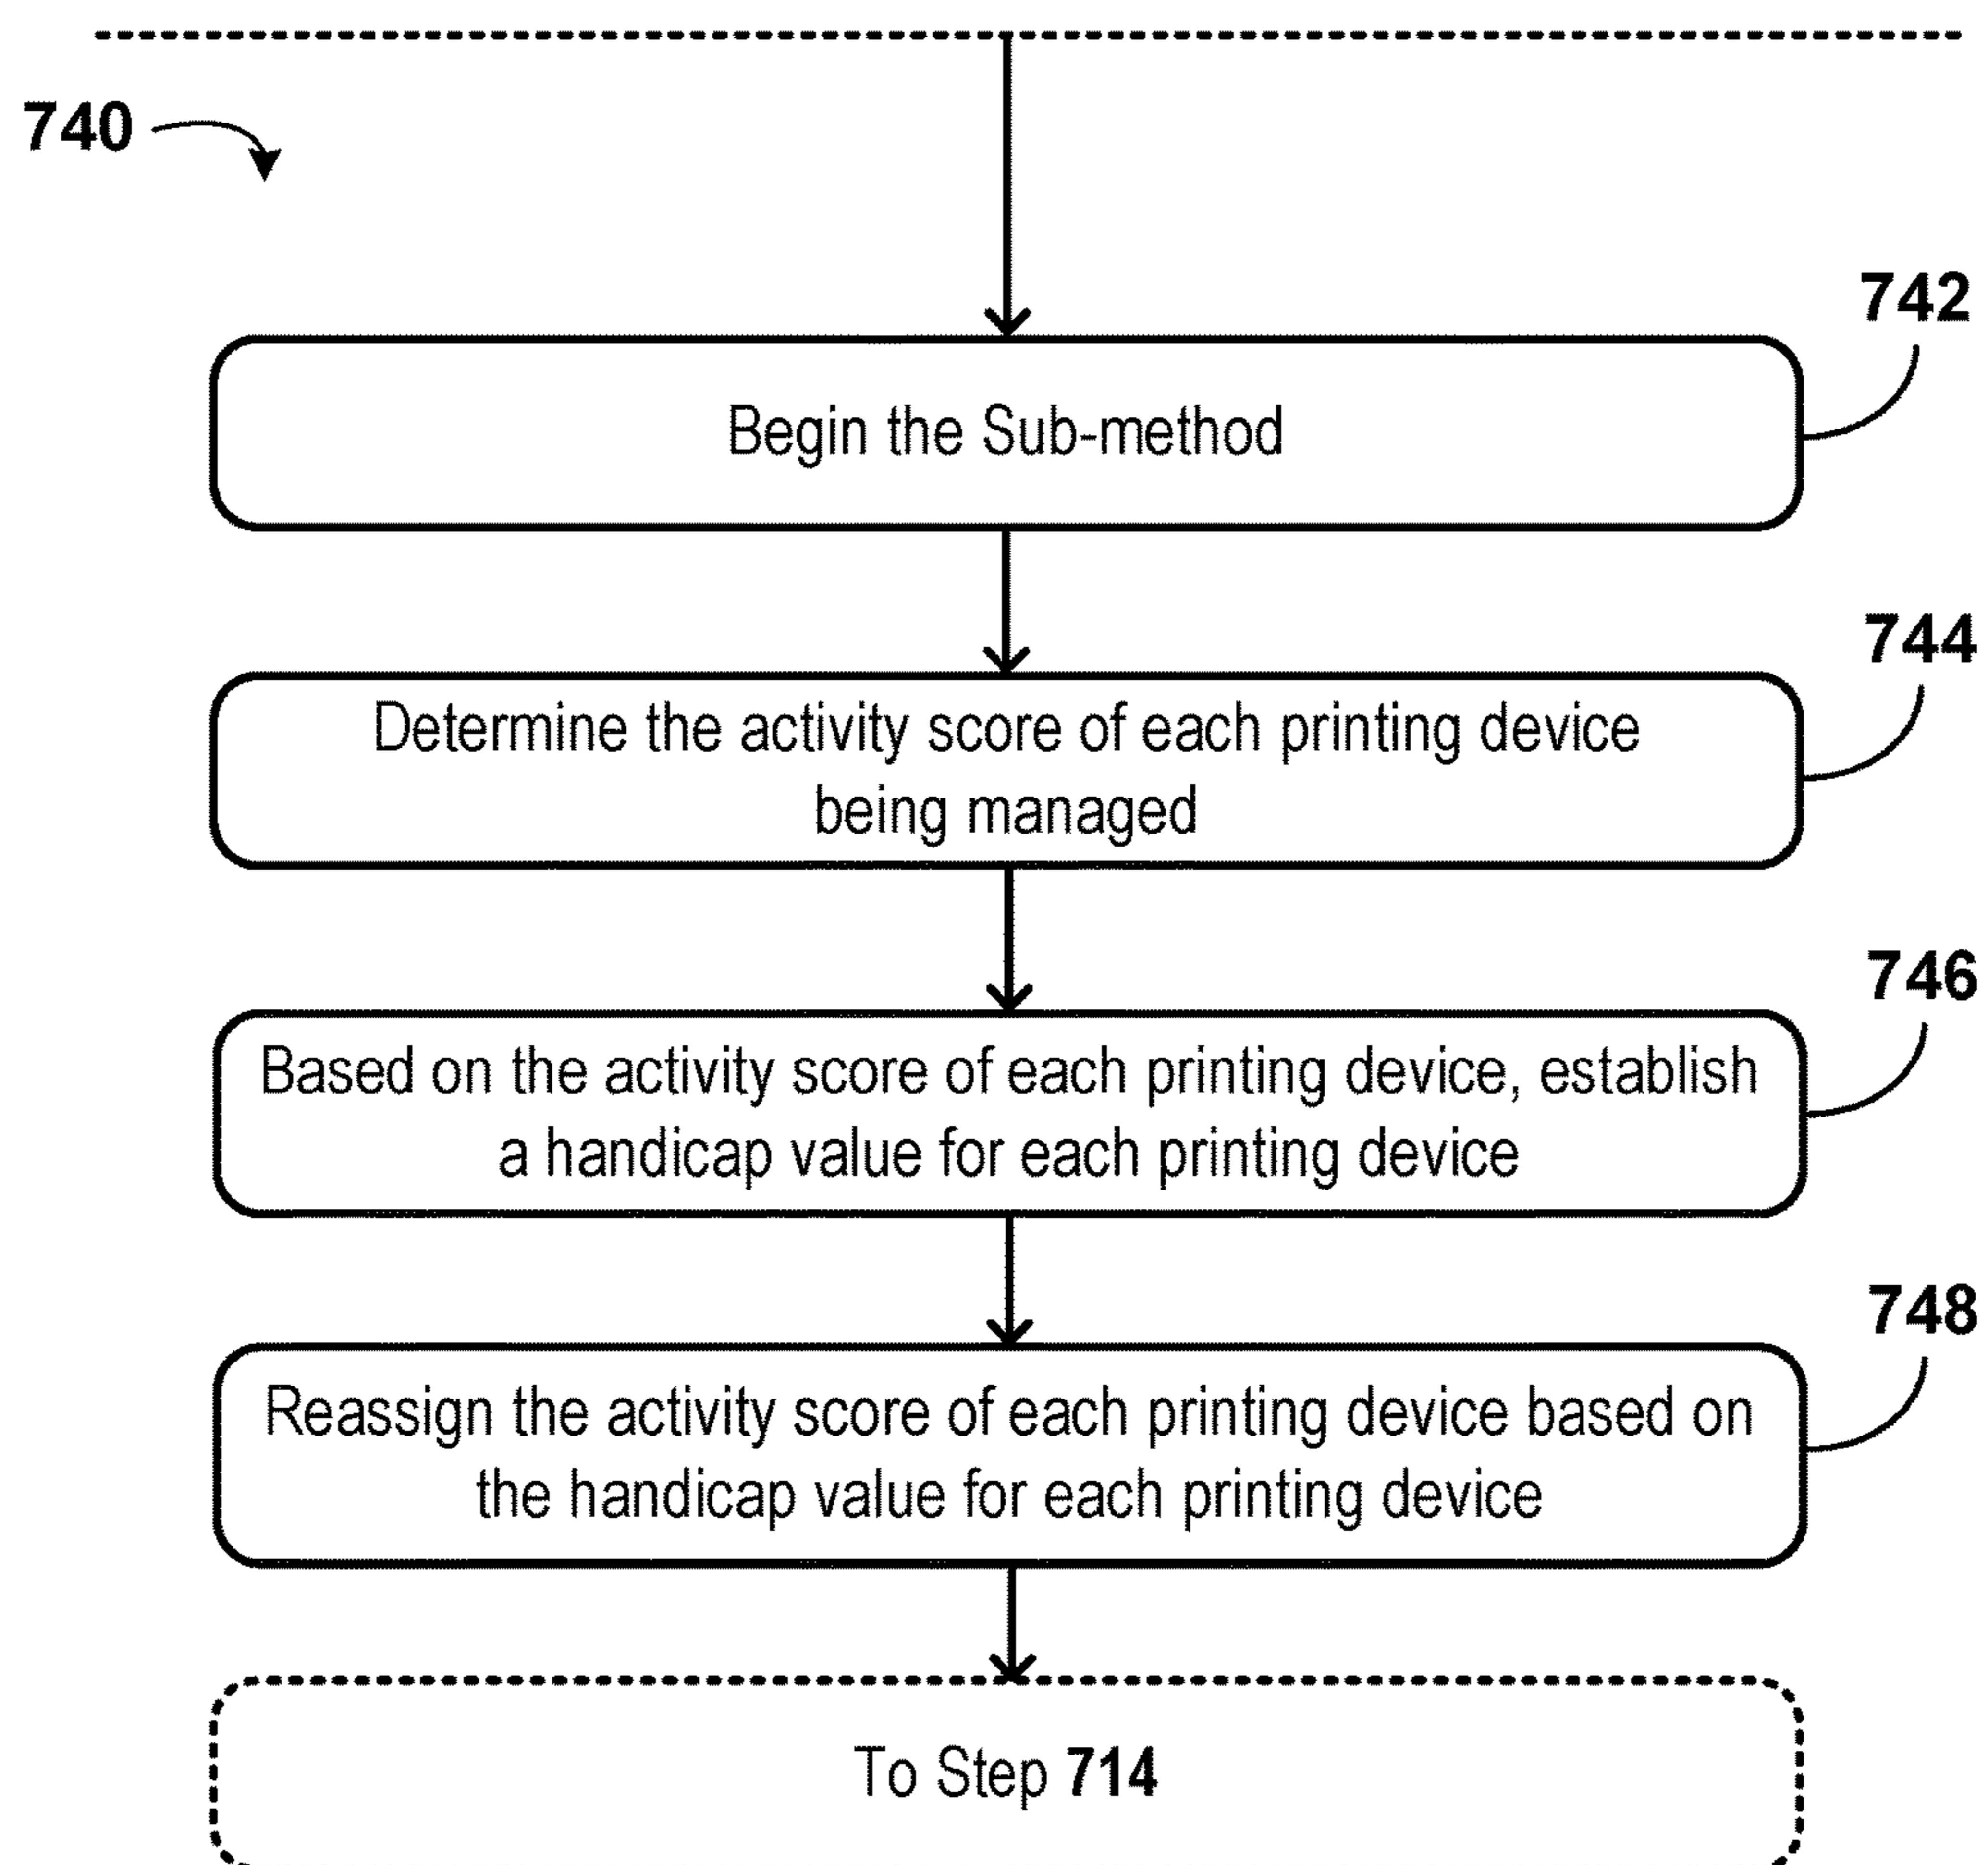 740
742
Begin the Sub-method
744
Determine the activity score of each printing device
being managed
746
Based on the activity score of each printing device, establish
a handicap value for each printing device
748
Reassign the activity score of each printing device based on
the handicap value for each printing device
To Step 714